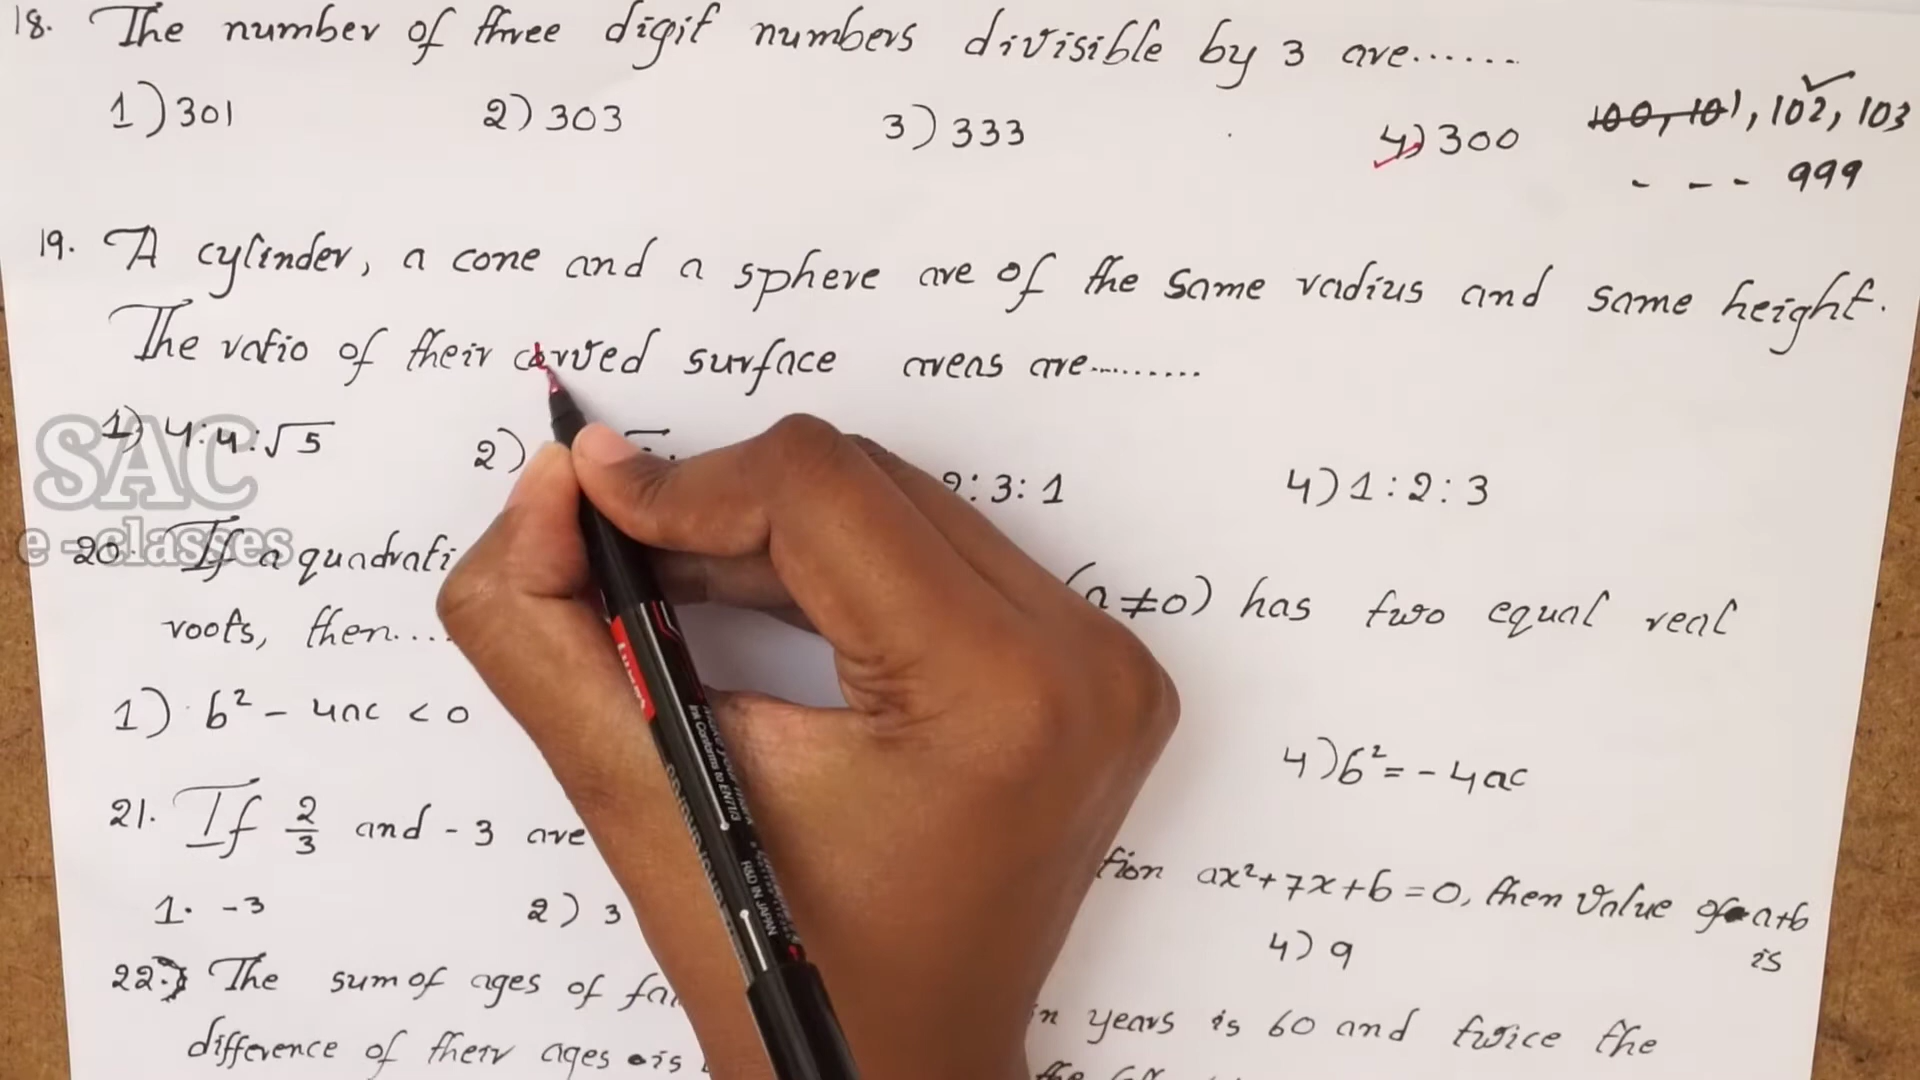 18. The number of three digit numbers divisible by 3 are......
1) 301 2) 303 3) 333 4) 300
100, 101, 102, 103
- - - 999
19. A cylinder, a cone and a sphere are of the same radius and same height.
The ratio of their corved surface areas are.........
1) 4:4:√5 2) 2:3:1 4) 1:2:3
SAC
e-classes
20. If a quadrati (a≠0) has two equal real
roots, then....
1) b² - 4ac < 0 4) b² = -4ac
21. If 2/3 and -3 are tion ax²+7x+b=0, then value of a+b
is
1. -3 2) 3 4) 9
22. The sum of ages of fa in years is 60 and twice the
difference of their ages is